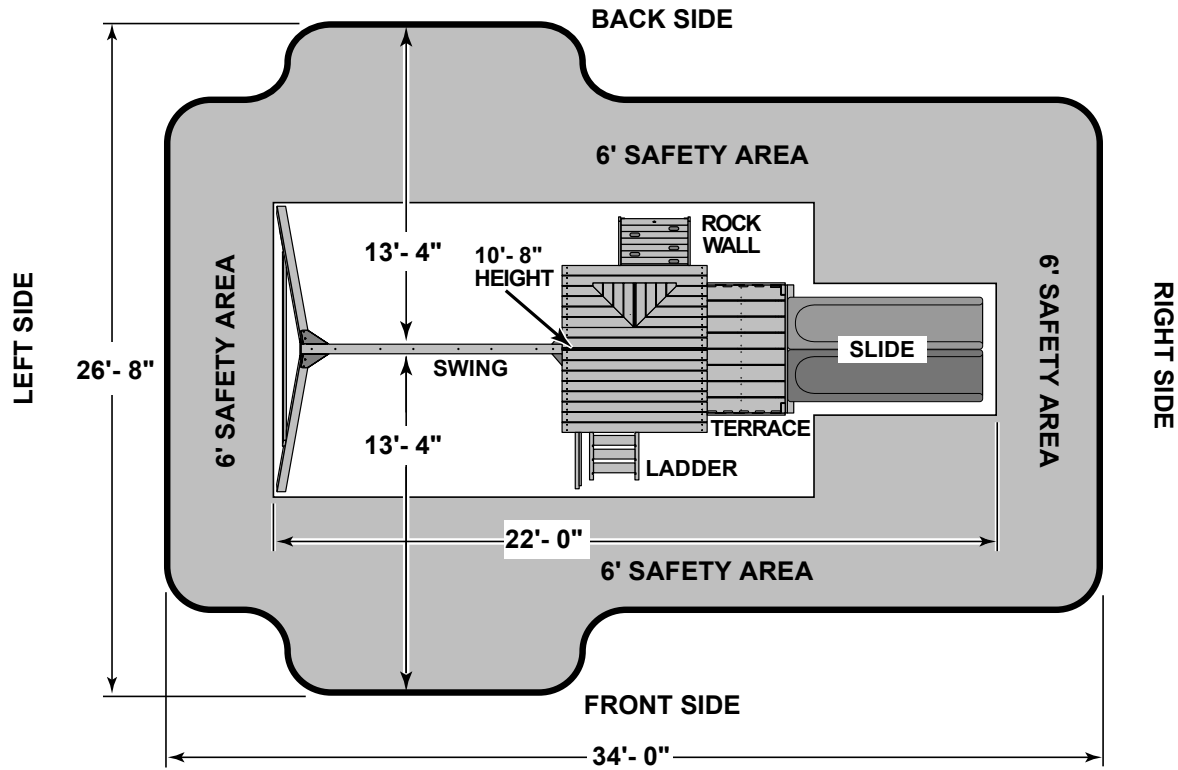 BACK SIDE
6' SAFETY AREA
ROCK
WALL
13'- 4"
10'- 8"
HEIGHT
LEFT SIDE
26'- 8"
6' SAFETY AREA
SWING
SLIDE
6' SAFETY AREA
RIGHT SIDE
13'- 4"
TERRACE
LADDER
22'- 0"
6' SAFETY AREA
FRONT SIDE
34'- 0"